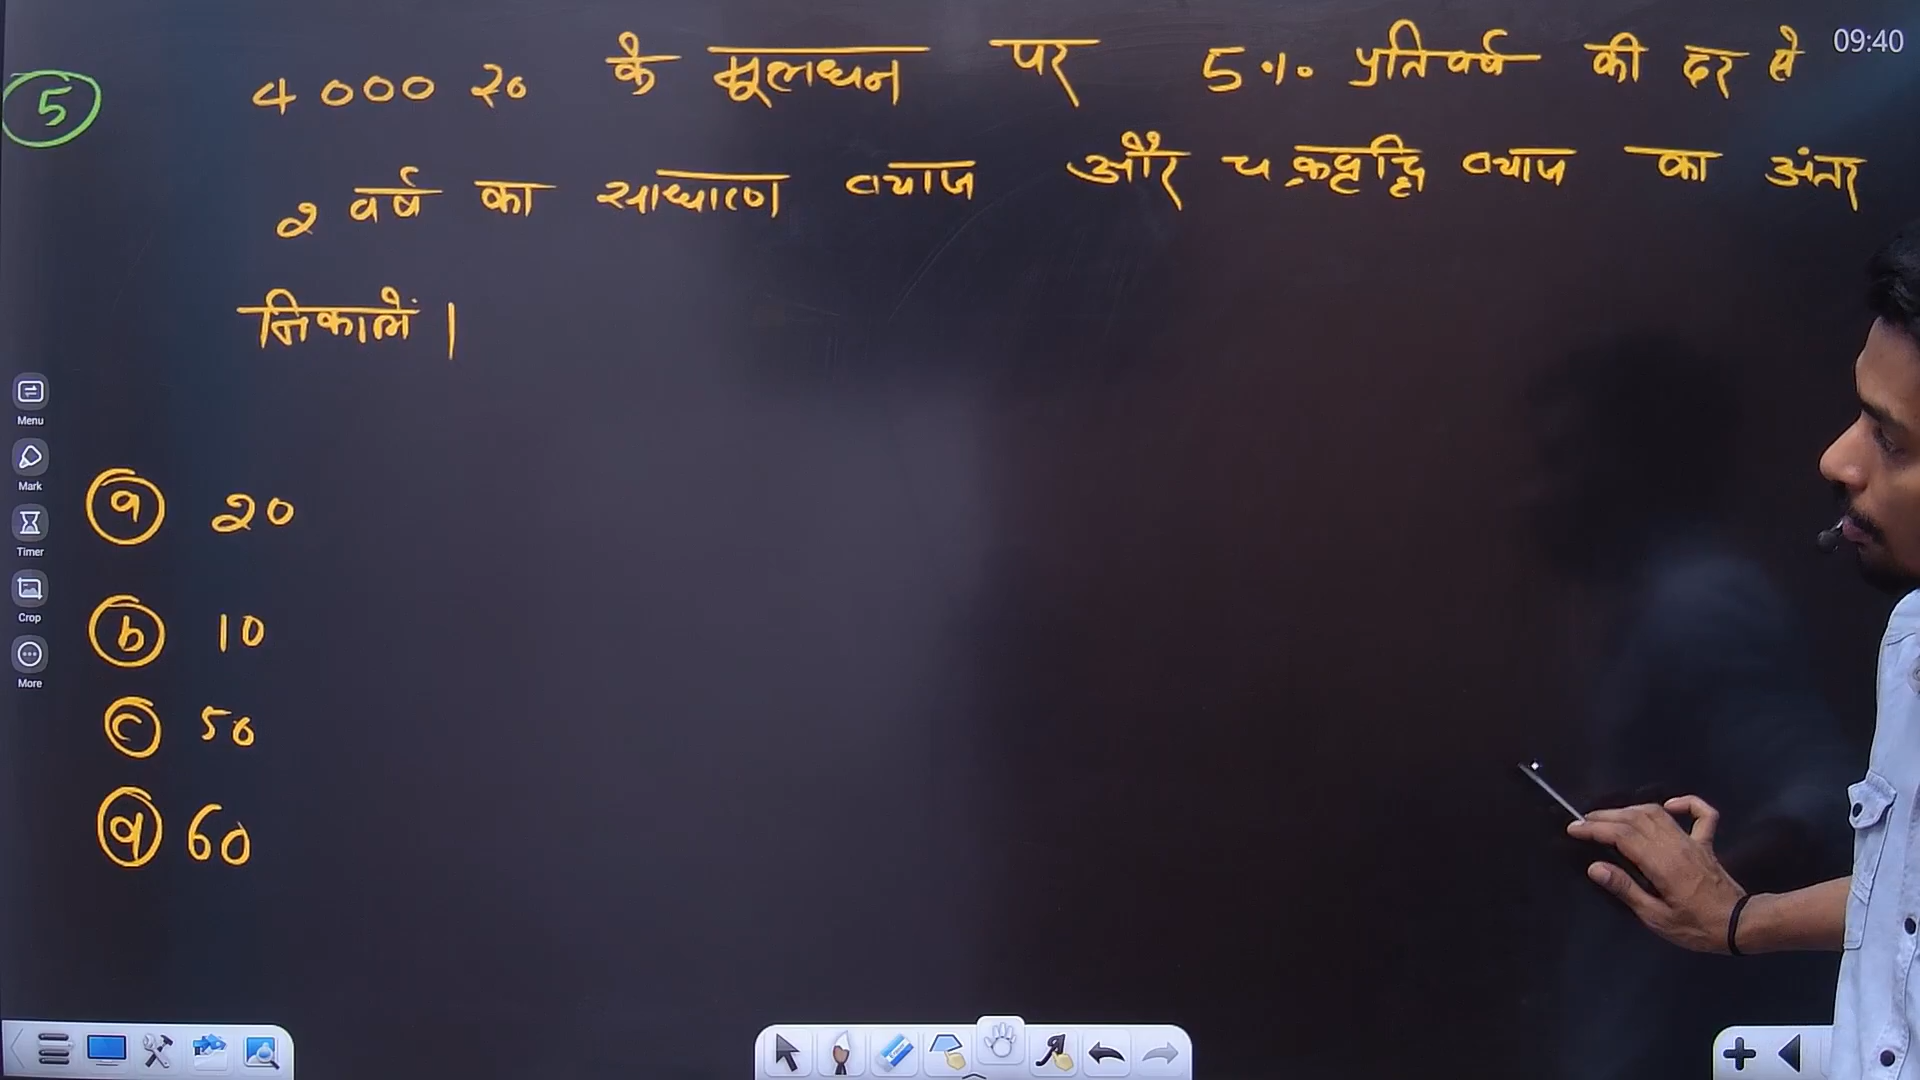 09:40
5 4000 रु० के मूलधन पर 5% प्रतिवर्ष की दर से
2 वर्ष का साधारण ब्याज और चक्रवृद्धि ब्याज का अंतर
निकालें।
Menu
Mark
Timer
Crop
More
a 20
b 10
c 50
d 60